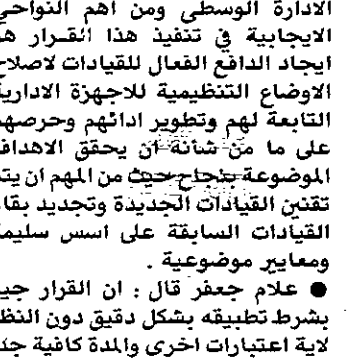 الادارة الوسطى ومن اهم النواحي
الايجابية في تنفيذ هذا القرار هو
ايجاد الدافع الفعال للقيادات لاصلاح
الاوضاع التنظيمية للاجهزة الادارية
التابعة لهم وتطوير ادائهم وحرصهم
على ما من شأنه ان يحقق الاهداف
الموضوعة بنجاح حيث من المهم ان يتم
تقنين القيادات الجديدة وتجديد بقاء
القيادات السابقة على اسس سليمة
ومعايير موضوعية .
● علام جعفر قال : ان القرار جيد
بشرط تطبيقه بشكل دقيق دون النظر
لاية اعتبارات اخرى والمدة كافية جدا